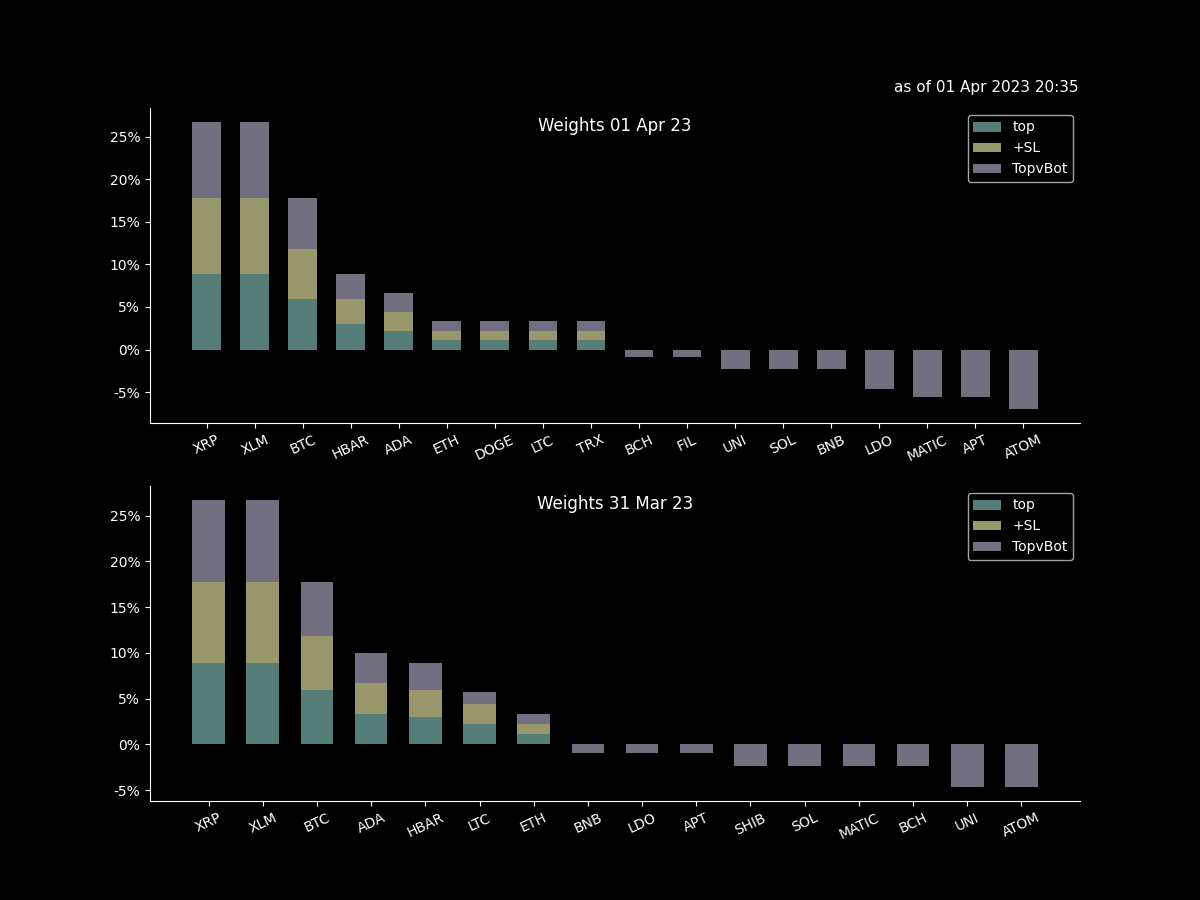 as of 01 Apr 2023 20:35
Weights 01 Apr 23
top
+SL
TopvBot
25%
20%
15%
10%
5%
0%
-5%
XRP XLM BTC HBAR ADA ETH DOGE LTC TRX BCH FIL UNI SOL BNB LDO MATIC APT ATOM
Weights 31 Mar 23
top
+SL
TopvBot
25%
20%
15%
10%
5%
0%
-5%
XRP XLM BTC ADA HBAR LTC ETH BNB LDO APT SHIB SOL MATIC BCH UNI ATOM